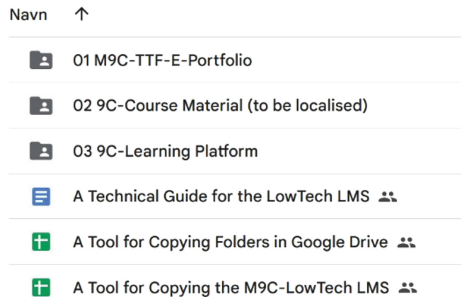 Navn
01 M9C-TTF-E-Portfolio
02 9C-Course Material (to be localised)
03 9C-Learning Platform
A Technical Guide for the LowTech LMS
A Tool for Copying Folders in Google Drive
A Tool for Copying the M9C-LowTech LMS